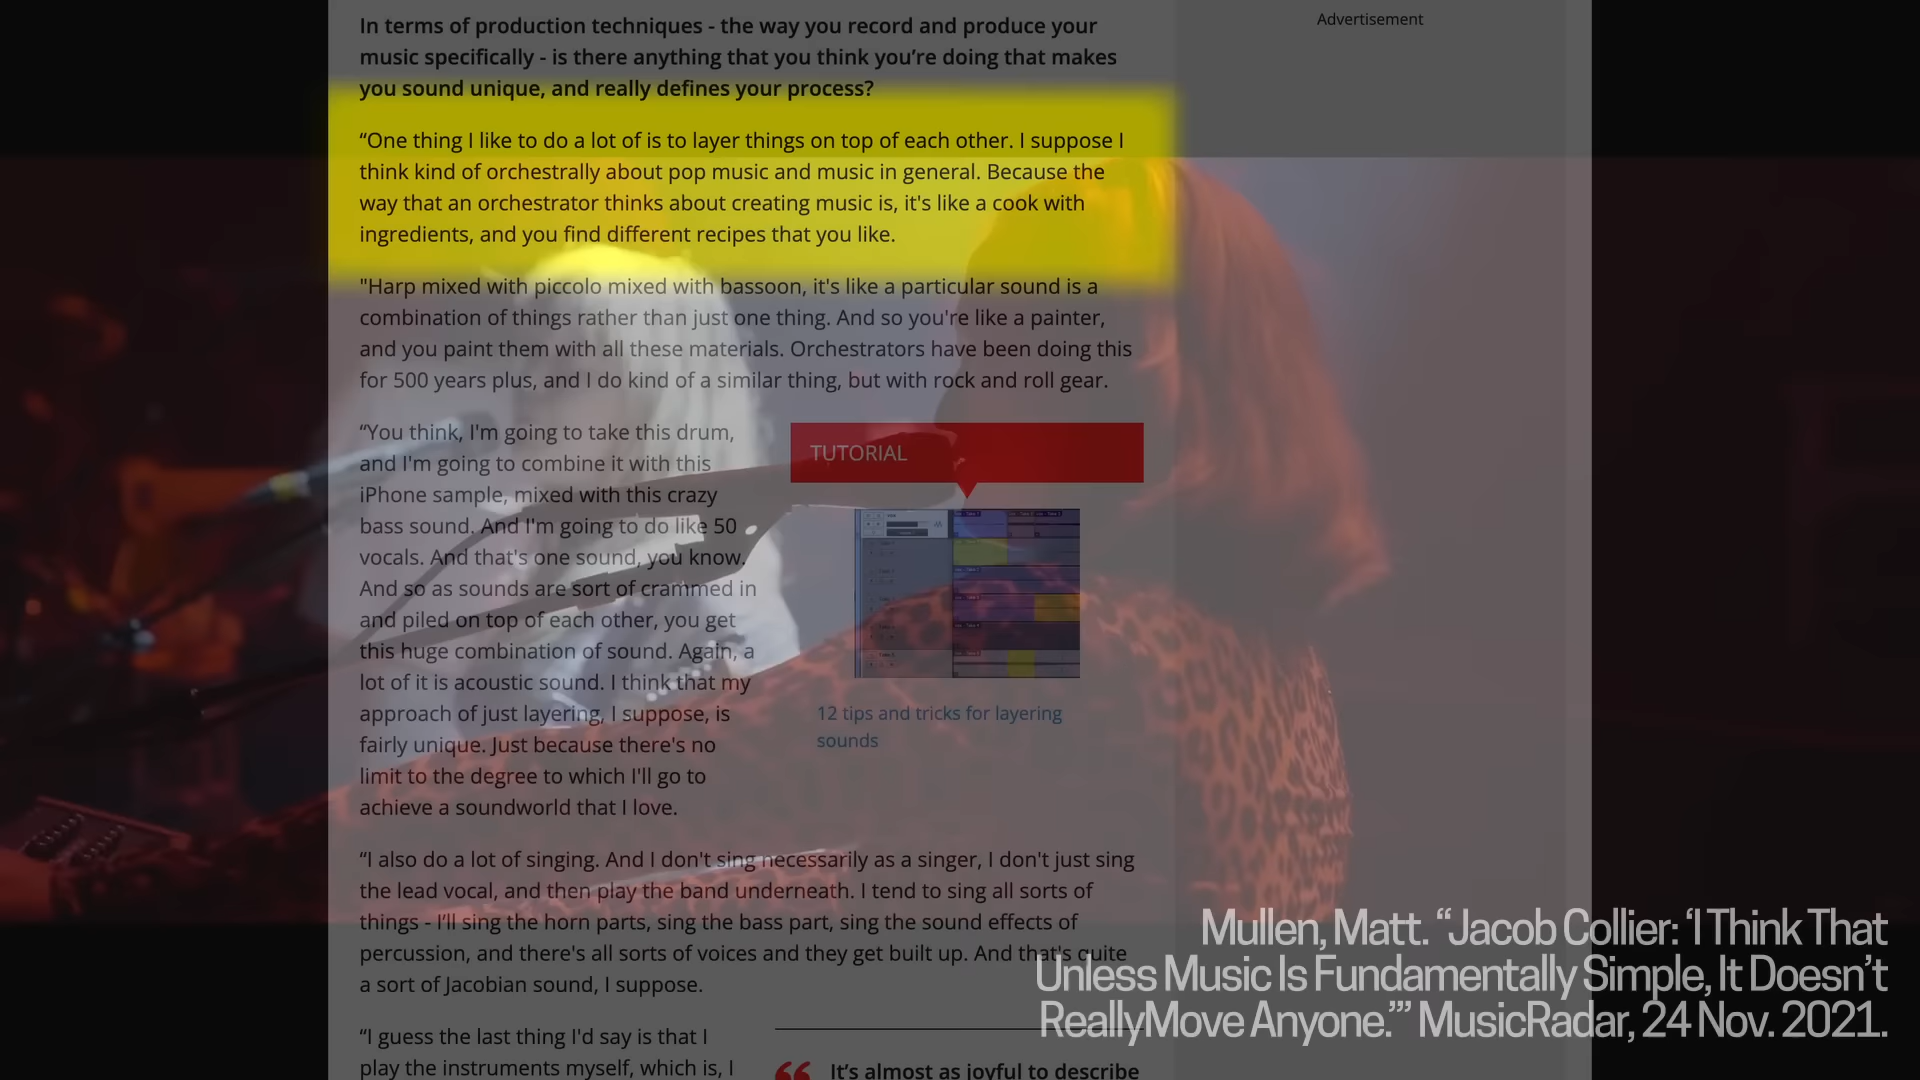 In terms of production techniques - the way you record and produce your
music specifically - is there anything that you think you’re doing that makes
you sound unique, and really defines your process?
“One thing I like to do a lot of is to layer things on top of each other. I suppose I
think kind of orchestrally about pop music and music in general. Because the
way that an orchestrator thinks about creating music is, it's like a cook with
ingredients, and you find different recipes that you like.
"Harp mixed with piccolo mixed with bassoon, it's like a particular sound is a
combination of things rather than just one thing. And so you're like a painter,
and you paint them with all these materials. Orchestrators have been doing this
for 500 years plus, and I do kind of a similar thing, but with rock and roll gear.
“You think, I'm going to take this drum,
and I'm going to combine it with this
iPhone sample, mixed with this crazy
bass sound. And I'm going to do like 50
vocals. And that's one sound, you know.
And so as sounds are sort of crammed in
and piled on top of each other, you get
this huge combination of sound. Again, a
lot of it is acoustic sound. I think that my
approach of just layering, I suppose, is
fairly unique. Just because there's no
limit to the degree to which I'll go to
achieve a soundworld that I love.
TUTORIAL
12 tips and tricks for layering
sounds
“I also do a lot of singing. And I don't sing necessarily as a singer, I don't just sing
the lead vocal, and then play the band underneath. I tend to sing all sorts of
things - I’ll sing the horn parts, sing the bass part, sing the sound effects of
percussion, and there's all sorts of voices and they get built up. And that's quite
a sort of Jacobian sound, I suppose.
“I guess the last thing I'd say is that I
play the instruments myself, which is, I
“ It’s almost as joyful to describe
Advertisement
Mullen, Matt. “Jacob Collier: ‘I Think That
Unless Music Is Fundamentally Simple, It Doesn’t
Really Move Anyone.’” MusicRadar, 24 Nov. 2021.